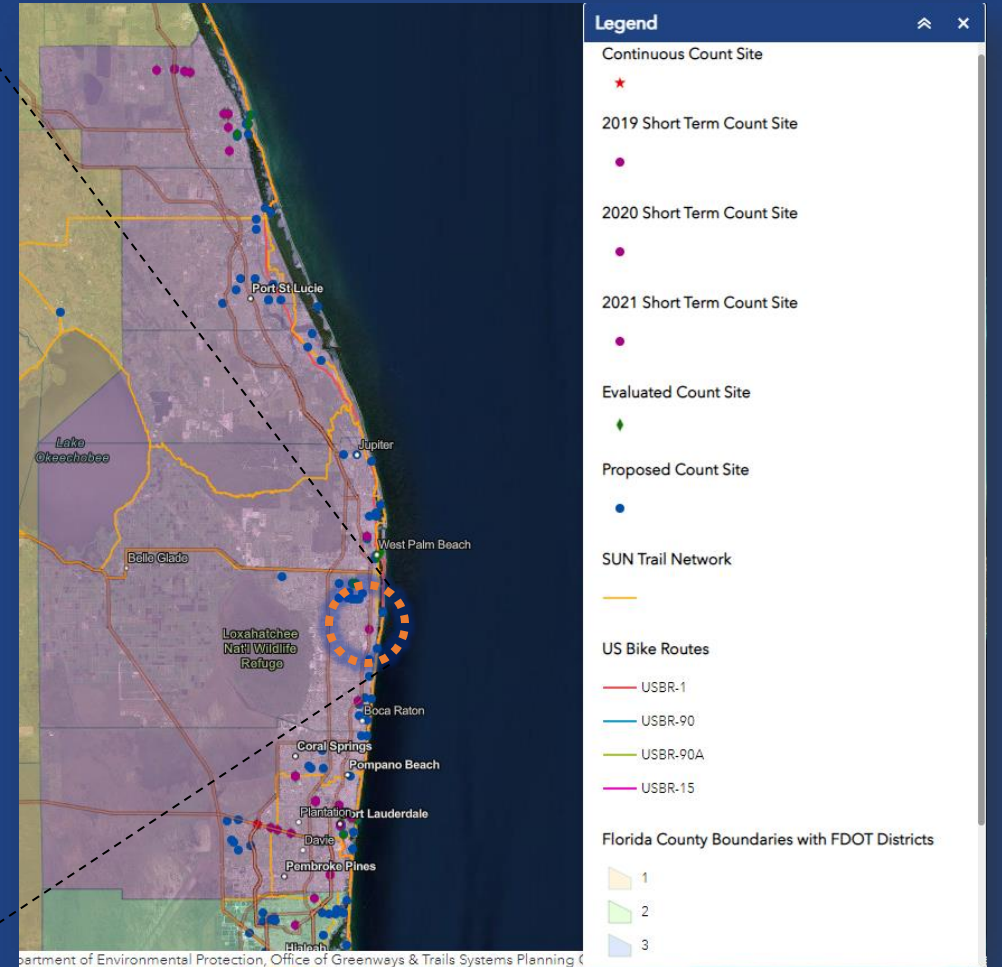 Legend
Continuous Count Site
2019 Short Term Count Site
2020 Short Term Count Site
2021 Short Term Count Site
Evaluated Count Site
Proposed Count Site
SUN Trail Network
US Bike Routes
USBR-1
USBR-90
USBR-90A
USBR-15
Florida County Boundaries with FDOT Districts
1
2
3
Port St Lucie
Lake
Okeechobee
Jupiter
West Palm Beach
Belle Glade
Loxahatchee
Nat'l Wildlife
Refuge
Boca Raton
Coral Springs
Pompano Beach
Plantation
ort Lauderdale
Davie
Pembroke Pines
Hialeah
partment of Environmental Protection, Office of Greenways & Trails Systems Planning